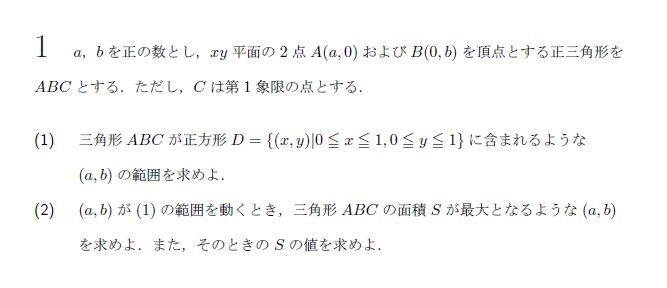 1 a，b を正の数とし，xy 平面の 2 点 A(a, 0) および B(0, b) を頂点とする正三角形を
ABC とする．ただし，C は第 1 象限の点とする．
(1) 三角形 ABC が正方形 D = {(x, y)|0 ≦ x ≦ 1, 0 ≦ y ≦ 1} に含まれるような
(a, b) の範囲を求めよ．
(2) (a, b) が (1) の範囲を動くとき，三角形 ABC の面積 S が最大となるような (a, b)
を求めよ．また，そのときの S の値を求めよ．